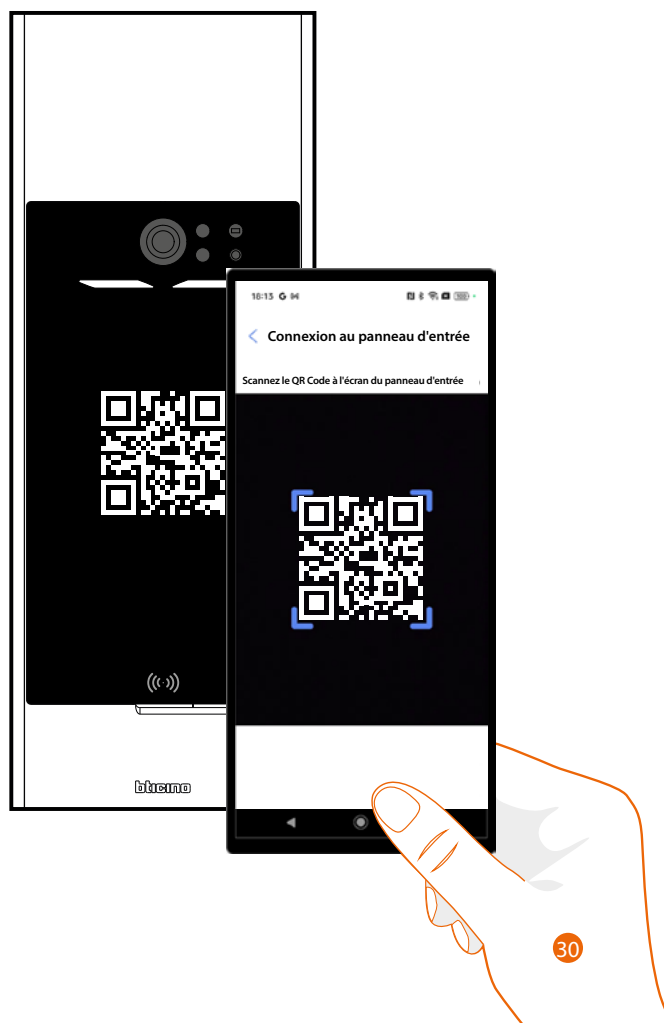 18:13
Connexion au panneau d'entrée
Scannez le QR Code à l'écran du panneau d'entrée
bticino
30